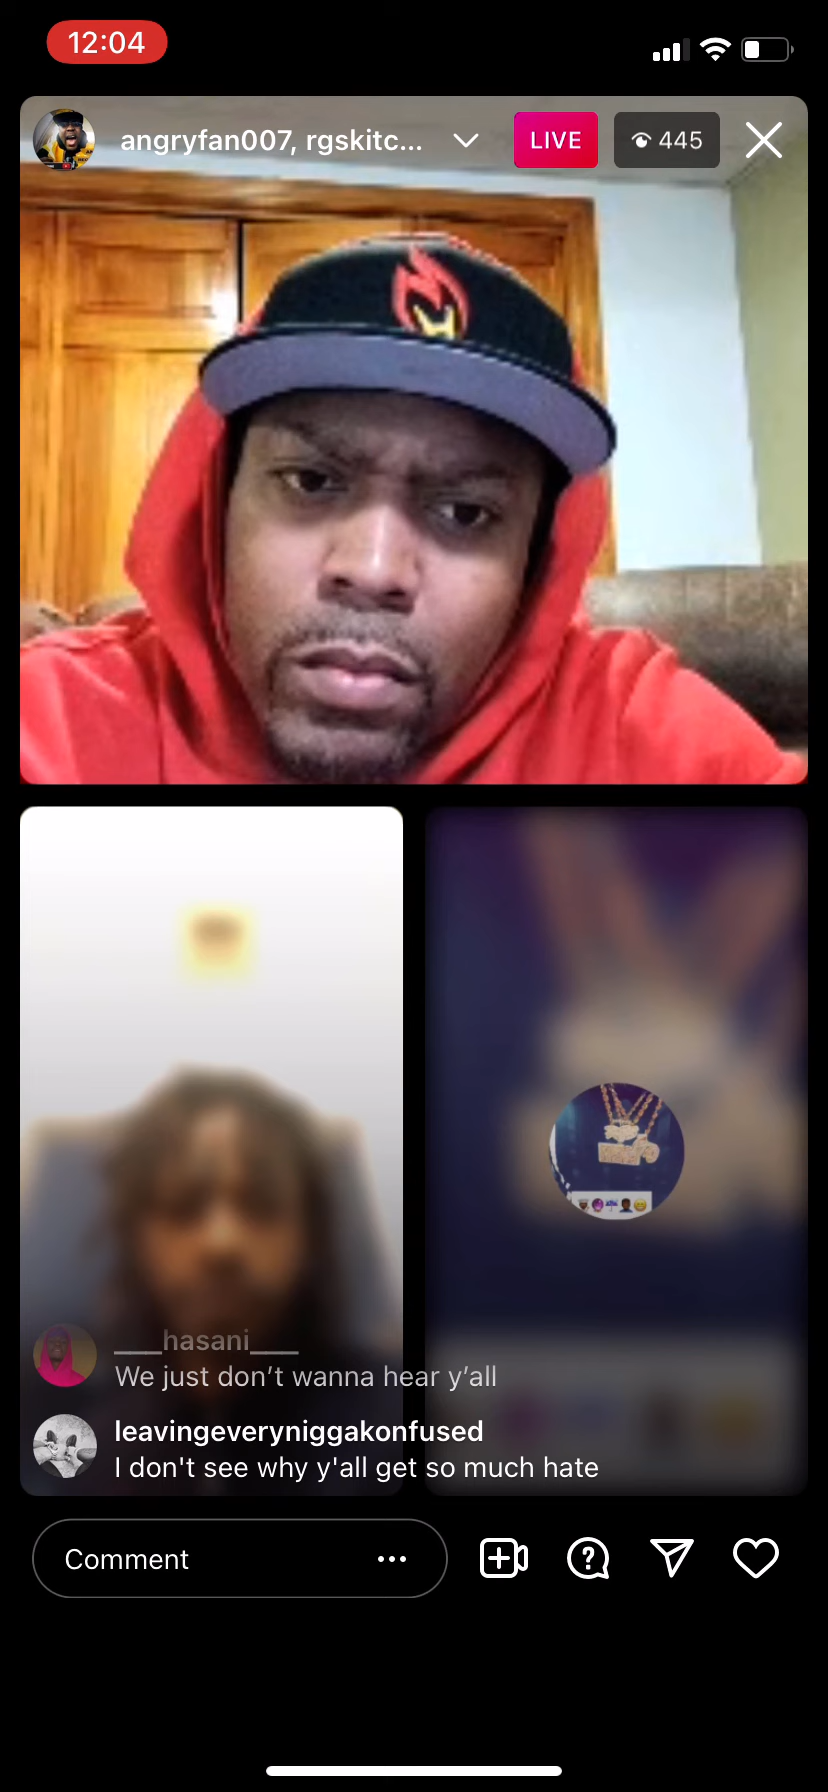 12:04
angryfan007, rgskitc...
LIVE
445
___hasani___
We just don’t wanna hear y’all
leavingeveryniggakonfused
I don't see why y'all get so much hate
Comment